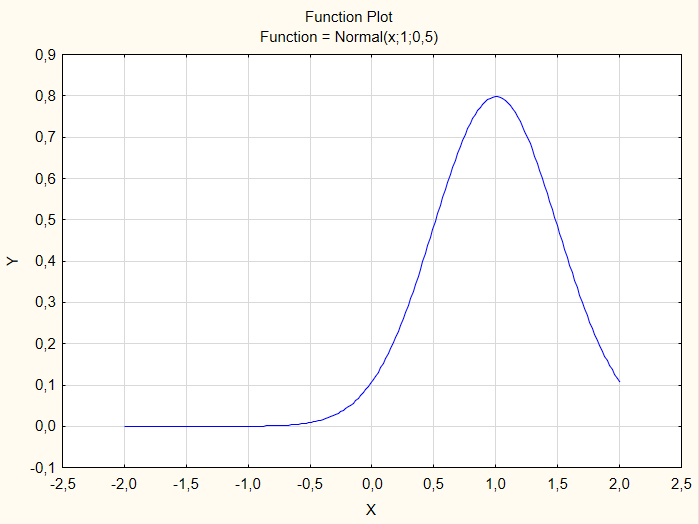 Function Plot
Function = Normal(x;1;0,5)
0,9
0,8
0,7
0,6
0,5
0,4
0,3
0,2
0,1
0,0
-0,1
Y
-2,5 -2,0 -1,5 -1,0 -0,5 0,0 0,5 1,0 1,5 2,0 2,5
X